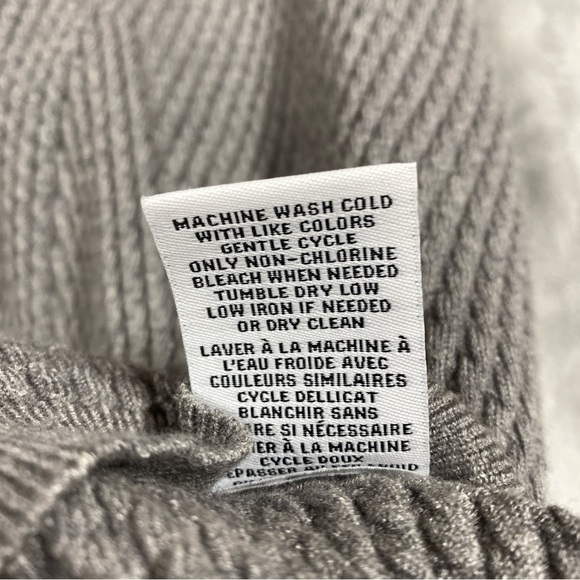 MACHINE WASH COLD
WITH LIKE COLORS
GENTLE CYCLE
ONLY NON-CHLORINE
BLEACH WHEN NEEDED
TUMBLE DRY LOW
LOW IRON IF NEEDED
OR DRY CLEAN
LAVER À LA MACHINE À
L'EAU FROIDE AVEC
COULEURS SIMILAIRES
CYCLE DELLICAT
BLANCHIR SANS
SI NÉCESSAIRE
À LA MACHINE
CYCLE DOUX